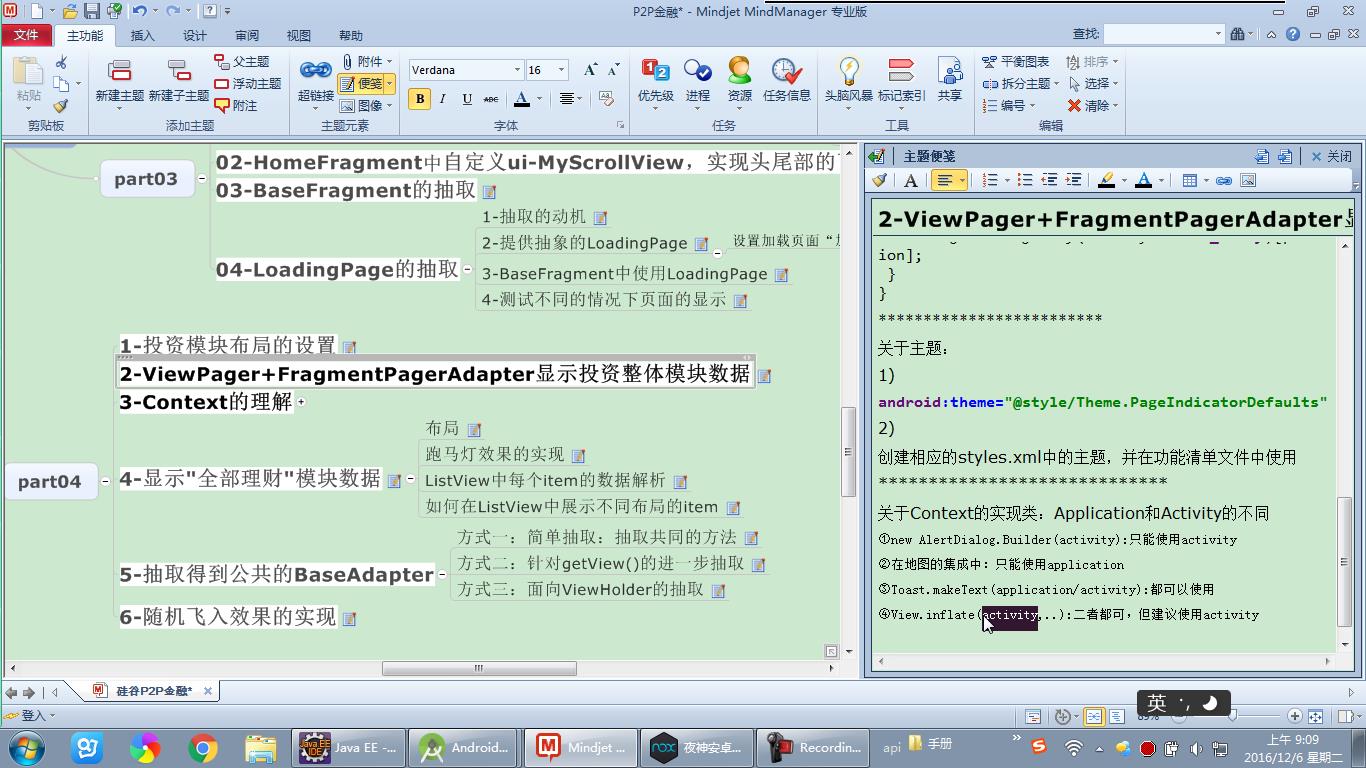 P2P金融* - Mindjet MindManager 专业版
文件 主功能 插入 设计 审阅 视图 帮助 查找:
粘贴 新建主题 新建子主题 父主题 浮动主题 附注 超链接 附件 便笺 图像
Verdana 16
B I U ABC A
优先级 进程 资源 任务信息 头脑风暴 标记索引 共享 平衡图表 拆分主题 编号 排序 选择 清除
剪贴板 添加主题 主题元素 字体 任务 工具 编辑
part03
02-HomeFragment中自定义ui-MyScrollView，实现头尾部的
03-BaseFragment的抽取
04-LoadingPage的抽取
1-抽取的动机
2-提供抽象的LoadingPage
设置加载页面“
3-BaseFragment中使用LoadingPage
4-测试不同的情况下页面的显示
part04
1-投资模块布局的设置
2-ViewPager+FragmentPagerAdapter显示投资整体模块数据
3-Context的理解
4-显示"全部理财"模块数据
布局
跑马灯效果的实现
ListView中每个item的数据解析
如何在ListView中展示不同布局的item
5-抽取得到公共的BaseAdapter
方式一：简单抽取：抽取共同的方法
方式二：针对getView()的进一步抽取
方式三：面向ViewHolder的抽取
6-随机飞入效果的实现
主题便笺 关闭
2-ViewPager+FragmentPagerAdapter
ion];
}
}
*************************
关于主题：
1)
android:theme="@style/Theme.PageIndicatorDefaults"
2)
创建相应的styles.xml中的主题，并在功能清单文件中使用
*****************************
关于Context的实现类：Application和Activity的不同
①new AlertDialog.Builder(activity):只能使用activity
②在地图的集成中：只能使用application
③Toast.makeText(application/activity):都可以使用
④View.inflate(activity,..):二者都可，但建议使用activity
硅谷P2P金融*
登入
英
89%
Java EE -...
Android...
Mindjet ...
夜神安卓...
Recordin...
api
手册
上午 9:09
2016/12/6 星期二